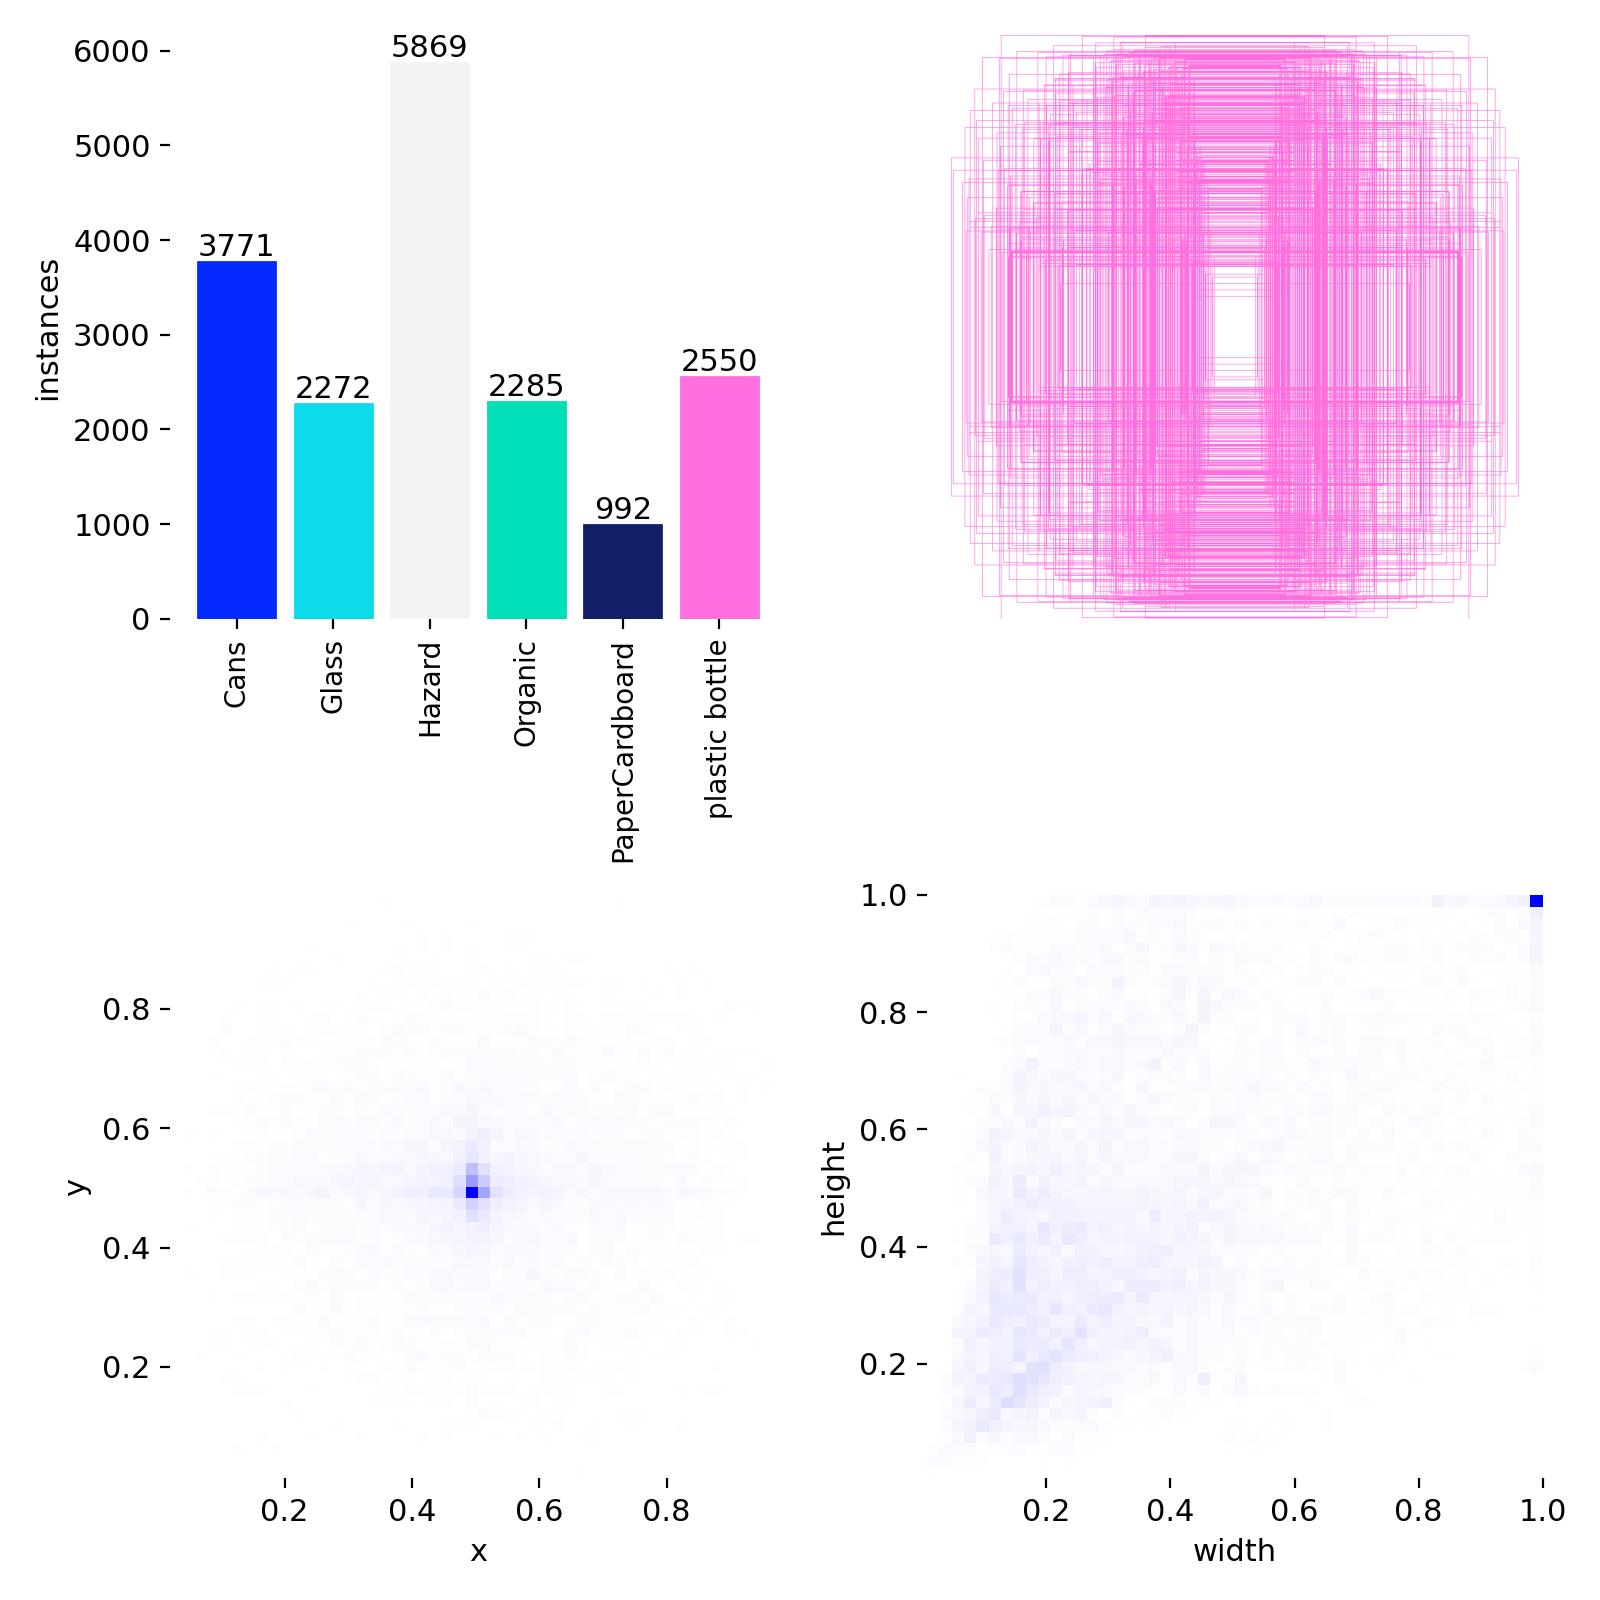 6000
5000
4000
3000
2000
1000
0
instances
3771
2272
5869
2285
992
2550
Cans
Glass
Hazard
Organic
PaperCardboard
plastic bottle
0.8
0.6
0.4
0.2
y
0.2 0.4 0.6 0.8
x
1.0
0.8
0.6
0.4
0.2
height
0.2 0.4 0.6 0.8 1.0
width